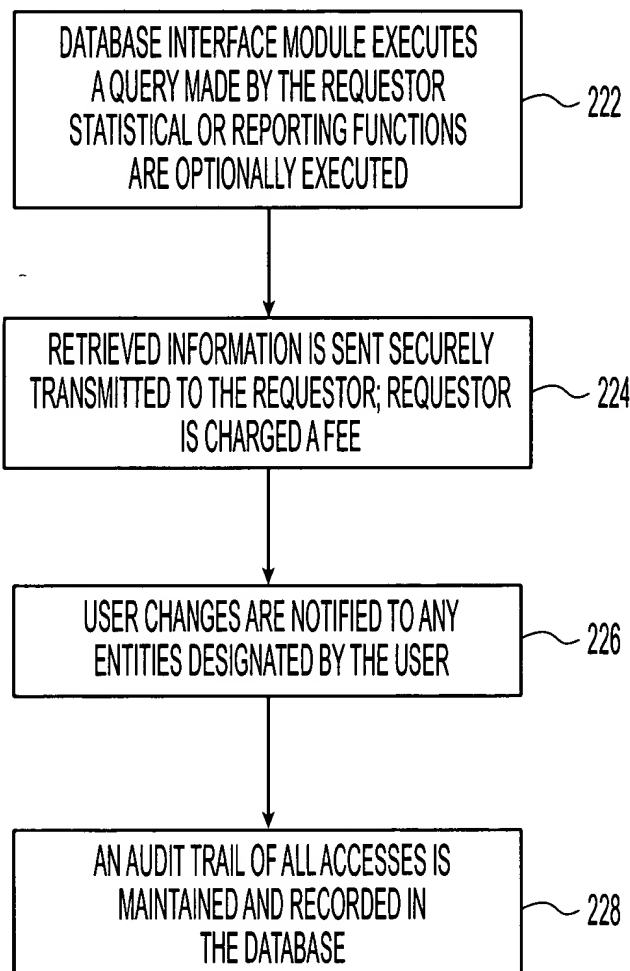 DATABASE INTERFACE MODULE EXECUTES
A QUERY MADE BY THE REQUESTOR
STATISTICAL OR REPORTING FUNCTIONS
ARE OPTIONALLY EXECUTED
222
RETRIEVED INFORMATION IS SENT SECURELY
TRANSMITTED TO THE REQUESTOR; REQUESTOR
IS CHARGED A FEE
224
USER CHANGES ARE NOTIFIED TO ANY
ENTITIES DESIGNATED BY THE USER
226
AN AUDIT TRAIL OF ALL ACCESSES IS
MAINTAINED AND RECORDED IN
THE DATABASE
228